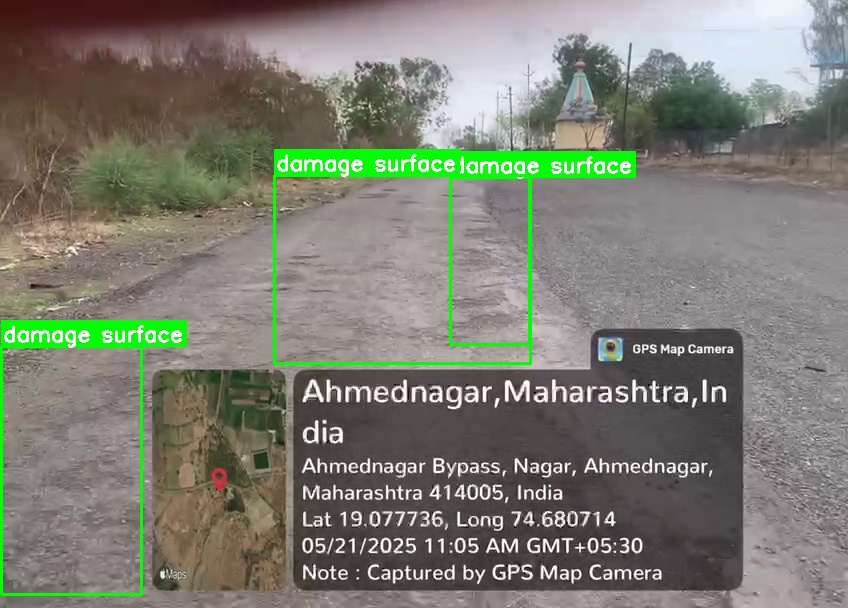 damage surface
damage surface
damage surface
GPS Map Camera
Ahmednagar,Maharashtra,In
dia
Ahmednagar Bypass, Nagar, Ahmednagar,
Maharashtra 414005, India
Lat 19.077736, Long 74.680714
05/21/2025 11:05 AM GMT+05:30
Note : Captured by GPS Map Camera
Maps